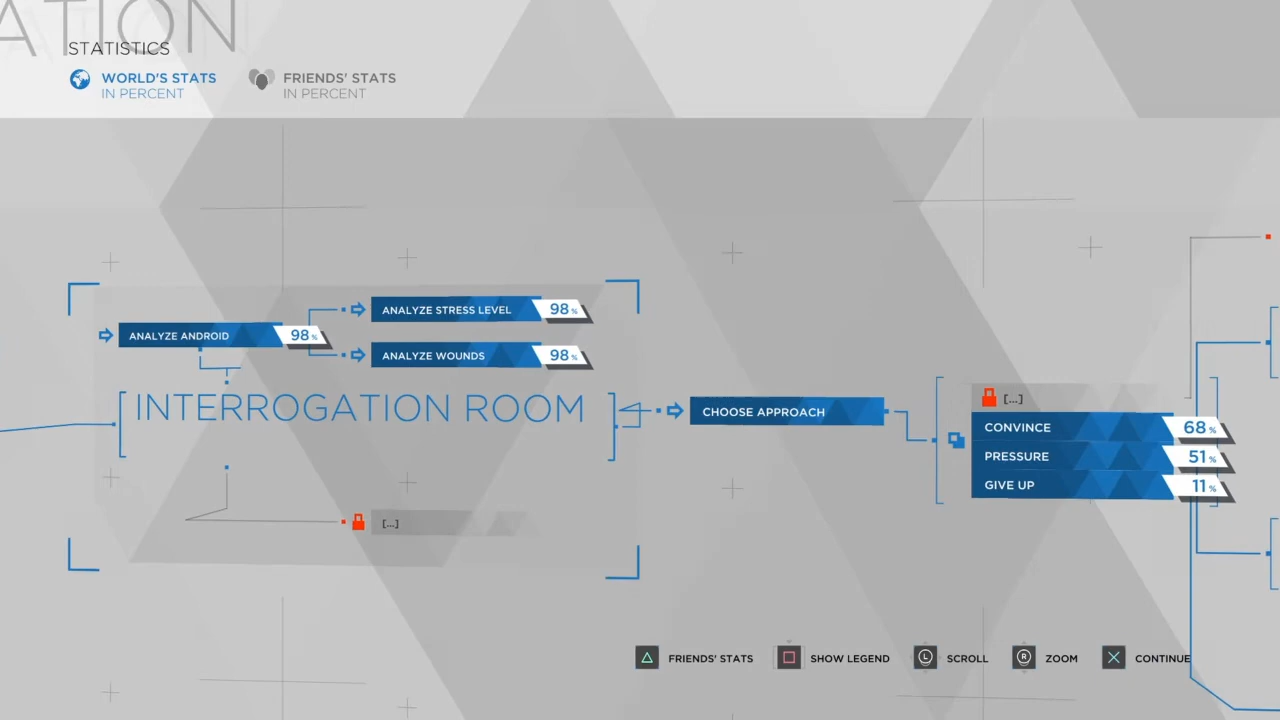 ATION
STATISTICS
WORLD'S STATS
IN PERCENT
FRIENDS' STATS
IN PERCENT
ANALYZE STRESS LEVEL 98%
ANALYZE ANDROID 98%
ANALYZE WOUNDS 98%
INTERROGATION ROOM
[...]
CHOOSE APPROACH
[...]
CONVINCE 68%
PRESSURE 51%
GIVE UP 11%
FRIENDS' STATS
SHOW LEGEND
L SCROLL
R ZOOM
CONTINUE